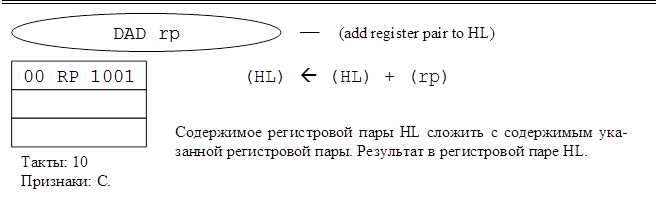 DAD rp — (add register pair to HL)
00 RP 1001
(HL) ← (HL) + (rp)
Содержимое регистровой пары HL сложить с содержимым ука-
занной регистровой пары. Результат в регистровой паре HL.
Такты: 10
Признаки: С.